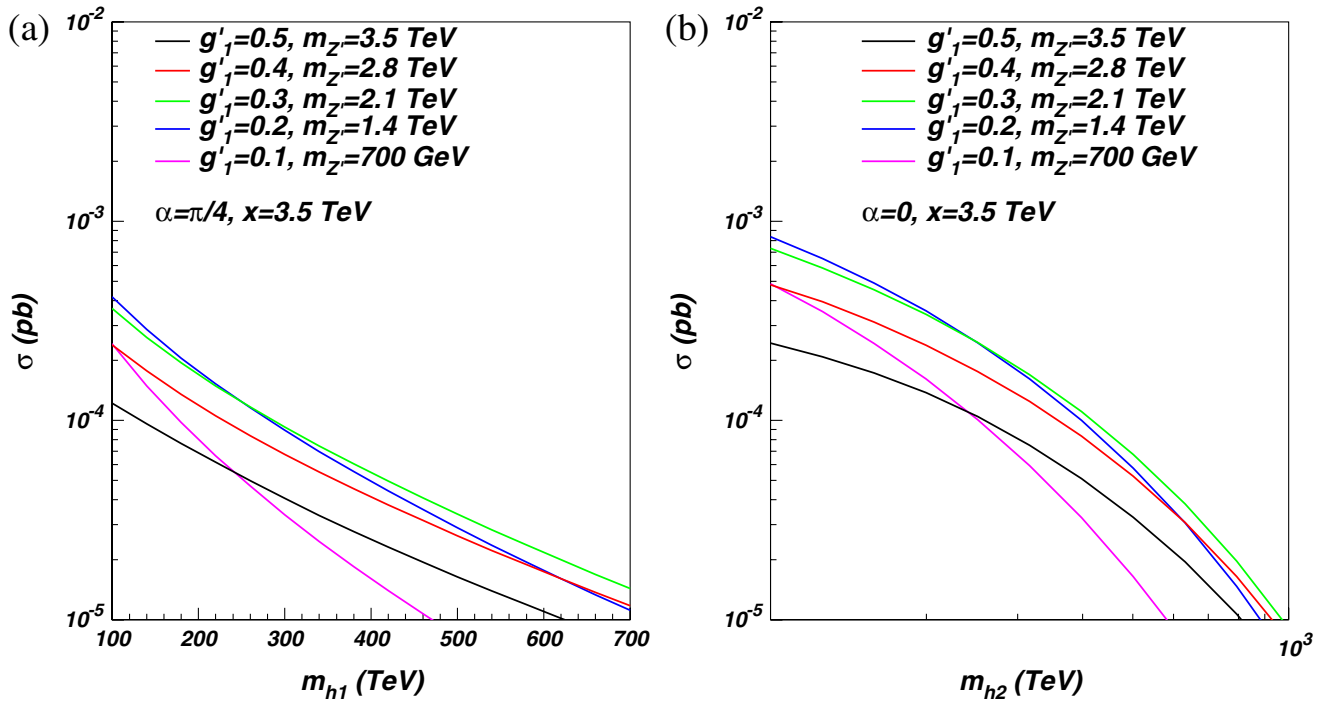 (a)
g'₁=0.5, m_Z'=3.5 TeV
g'₁=0.4, m_Z'=2.8 TeV
g'₁=0.3, m_Z'=2.1 TeV
g'₁=0.2, m_Z'=1.4 TeV
g'₁=0.1, m_Z'=700 GeV
α=π/4, x=3.5 TeV
σ (pb)
10⁻²
10⁻³
10⁻⁴
10⁻⁵
100 200 300 400 500 600 700
m_h1 (TeV)
(b)
g'₁=0.5, m_Z'=3.5 TeV
g'₁=0.4, m_Z'=2.8 TeV
g'₁=0.3, m_Z'=2.1 TeV
g'₁=0.2, m_Z'=1.4 TeV
g'₁=0.1, m_Z'=700 GeV
α=0, x=3.5 TeV
σ (pb)
10⁻²
10⁻³
10⁻⁴
10⁻⁵
10³
m_h2 (TeV)